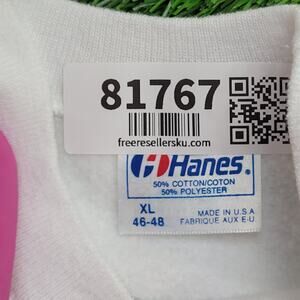 81767
freeresellersku.com
Hanes.
50% COTTON/COTON
50% POLYESTER
XL
46-48
MADE IN U.S.A
FABRIQUE AUX E-U.